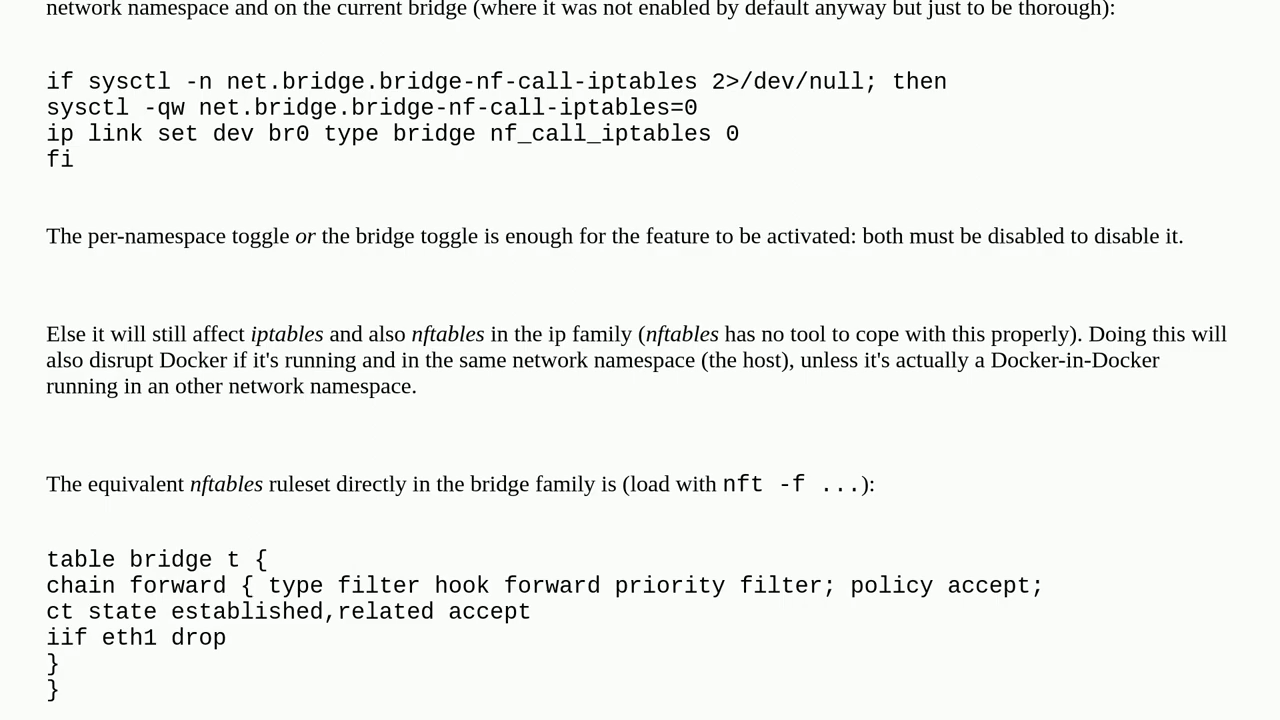 network namespace and on the current bridge (where it was not enabled by default anyway but just to be thorough):
if sysctl -n net.bridge.bridge-nf-call-iptables 2>/dev/null; then
sysctl -qw net.bridge.bridge-nf-call-iptables=0
ip link set dev br0 type bridge nf_call_iptables 0
fi
The per-namespace toggle or the bridge toggle is enough for the feature to be activated: both must be disabled to disable it.
Else it will still affect iptables and also nftables in the ip family (nftables has no tool to cope with this properly). Doing this will
also disrupt Docker if it's running and in the same network namespace (the host), unless it's actually a Docker-in-Docker
running in an other network namespace.
The equivalent nftables ruleset directly in the bridge family is (load with nft -f ...):
table bridge t {
chain forward { type filter hook forward priority filter; policy accept;
ct state established,related accept
iif eth1 drop
}
}